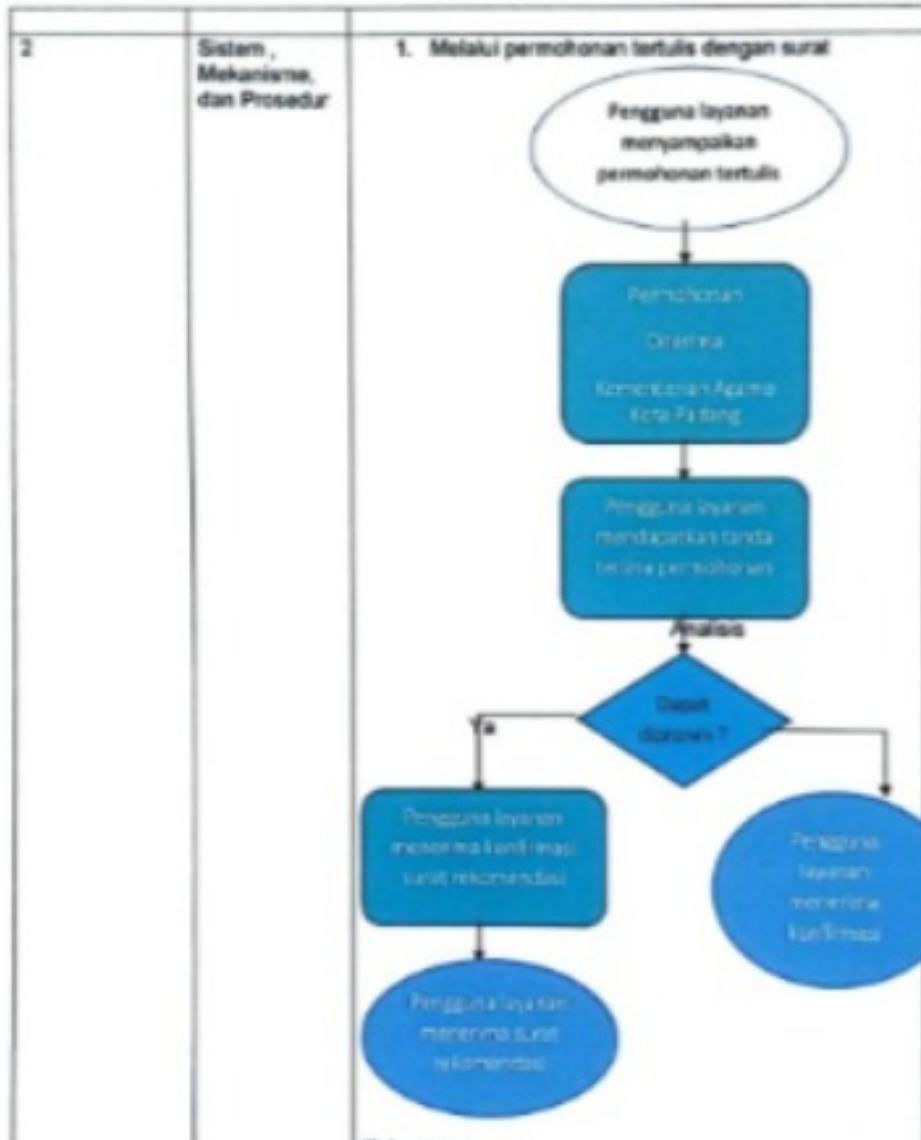 2
Sistem ,
Mekanisme,
dan Prosedur
1. Melalui permohonan tertulis dengan surat
Pengguna layanan
menyampaikan
permohonan tertulis
Permohonan
Diterima
Kementerian Agama
Kota Padang
Pengguna layanan
mendapatkan tanda
terima permohonan
Analisis
Dapat
diproses ?
Ya
Pengguna layanan
menerima konfirmasi
surat rekomendasi
Pengguna
layanan
menerima
konfirmasi
Pengguna layanan
menerima surat
rekomendasi